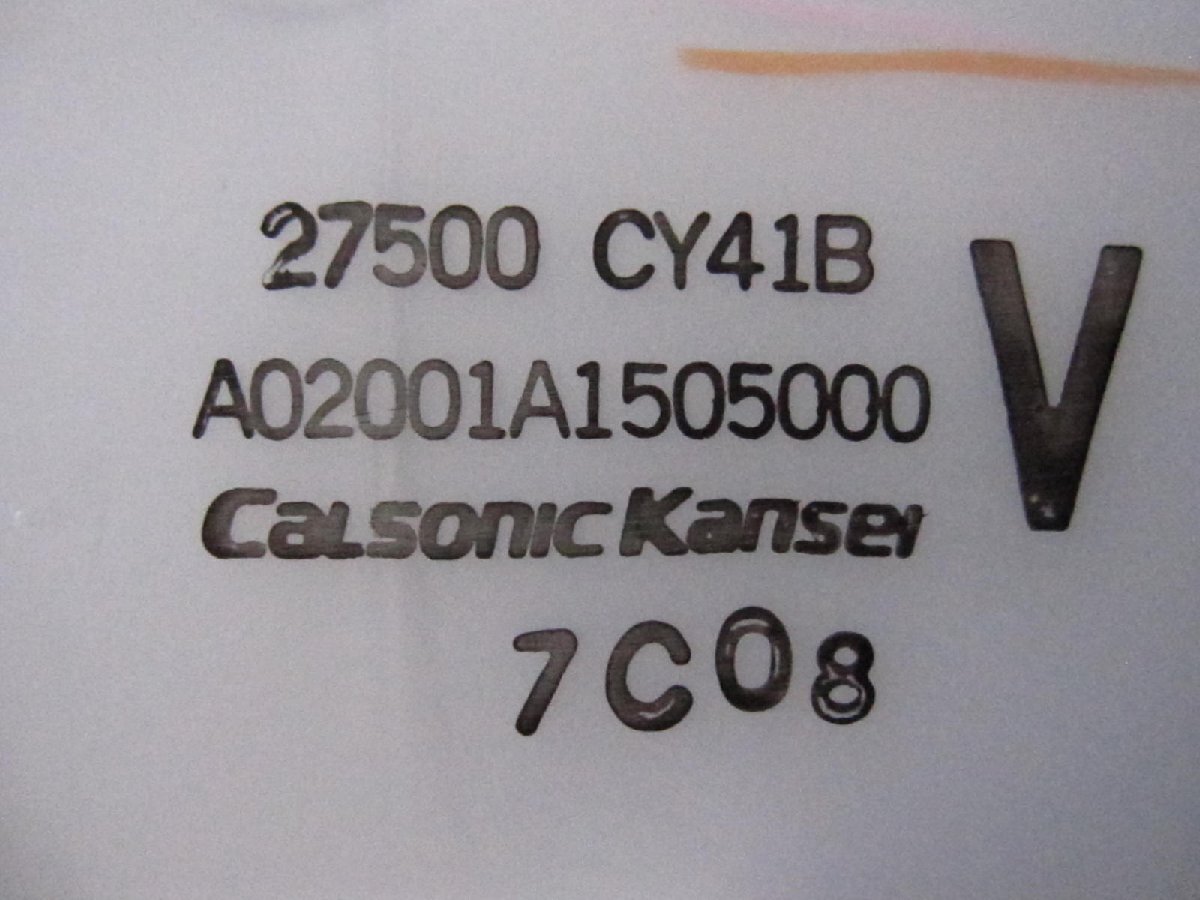 27500 CY41B
V
A02001A1505000
CalsonicKansei
7C08